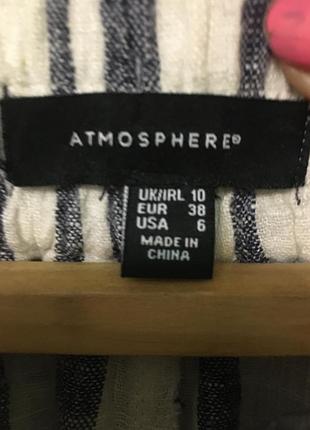 ATMOSPHERE®
UK/IRL 10
EUR 38
USA 6
MADE IN
CHINA